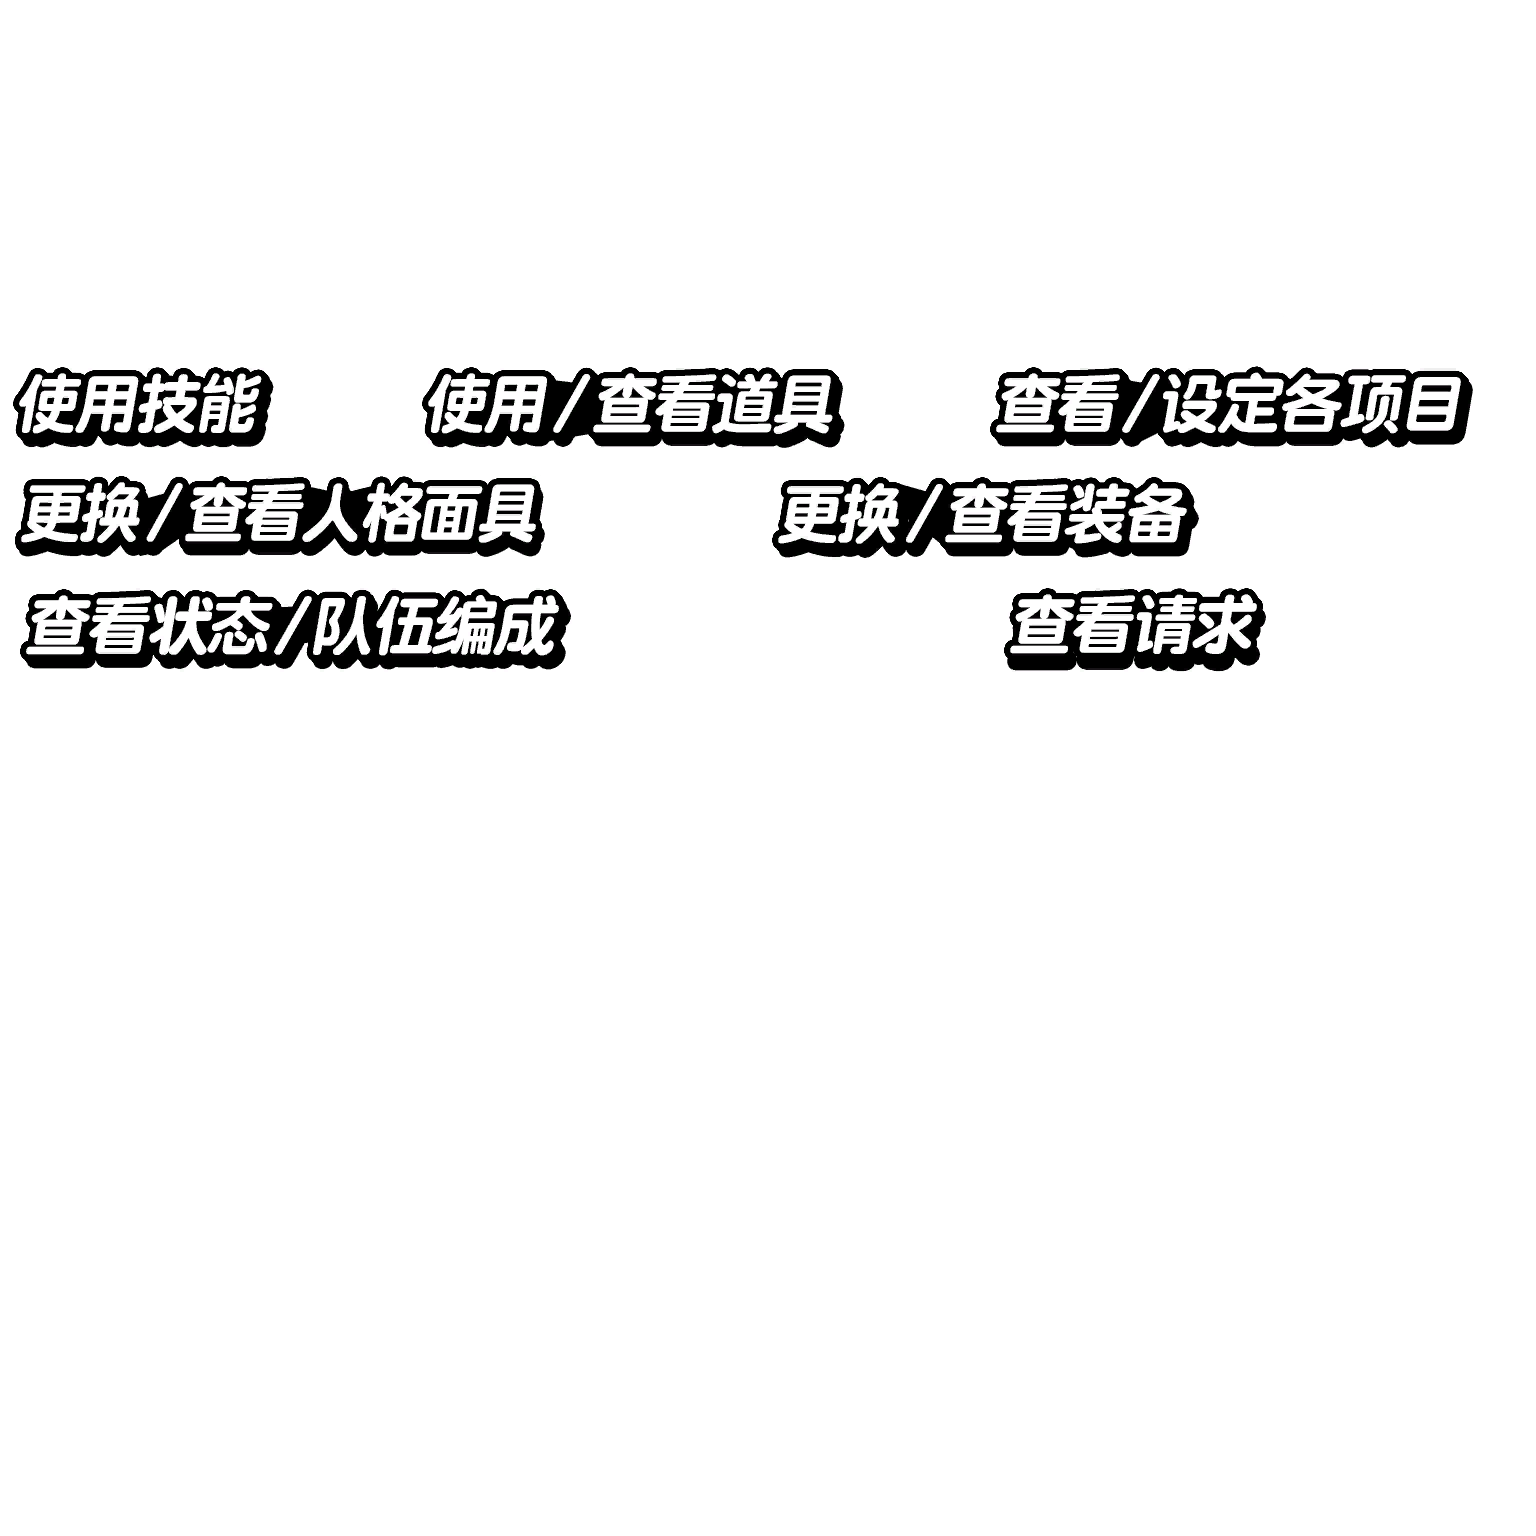 使用技能
使用/查看道具
查看/设定各项目
更换/查看人格面具
更换/查看装备
查看状态/队伍编成
查看请求